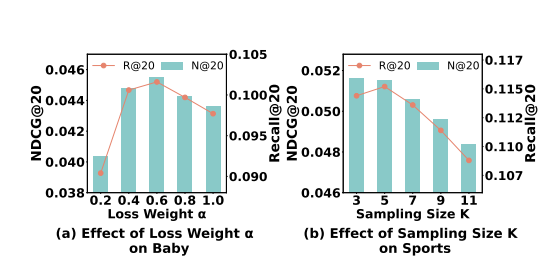 R@20 N@20
NDCG@20
0.046
0.044
0.042
0.040
0.038
0.105
0.100
0.095
0.090
Recall@20
0.2 0.4 0.6 0.8 1.0
Loss Weight α
(a) Effect of Loss Weight α
on Baby
R@20 N@20
NDCG@20
0.052
0.050
0.048
0.046
0.117
0.115
0.112
0.110
0.107
Recall@20
3 5 7 9 11
Sampling Size K
(b) Effect of Sampling Size K
on Sports